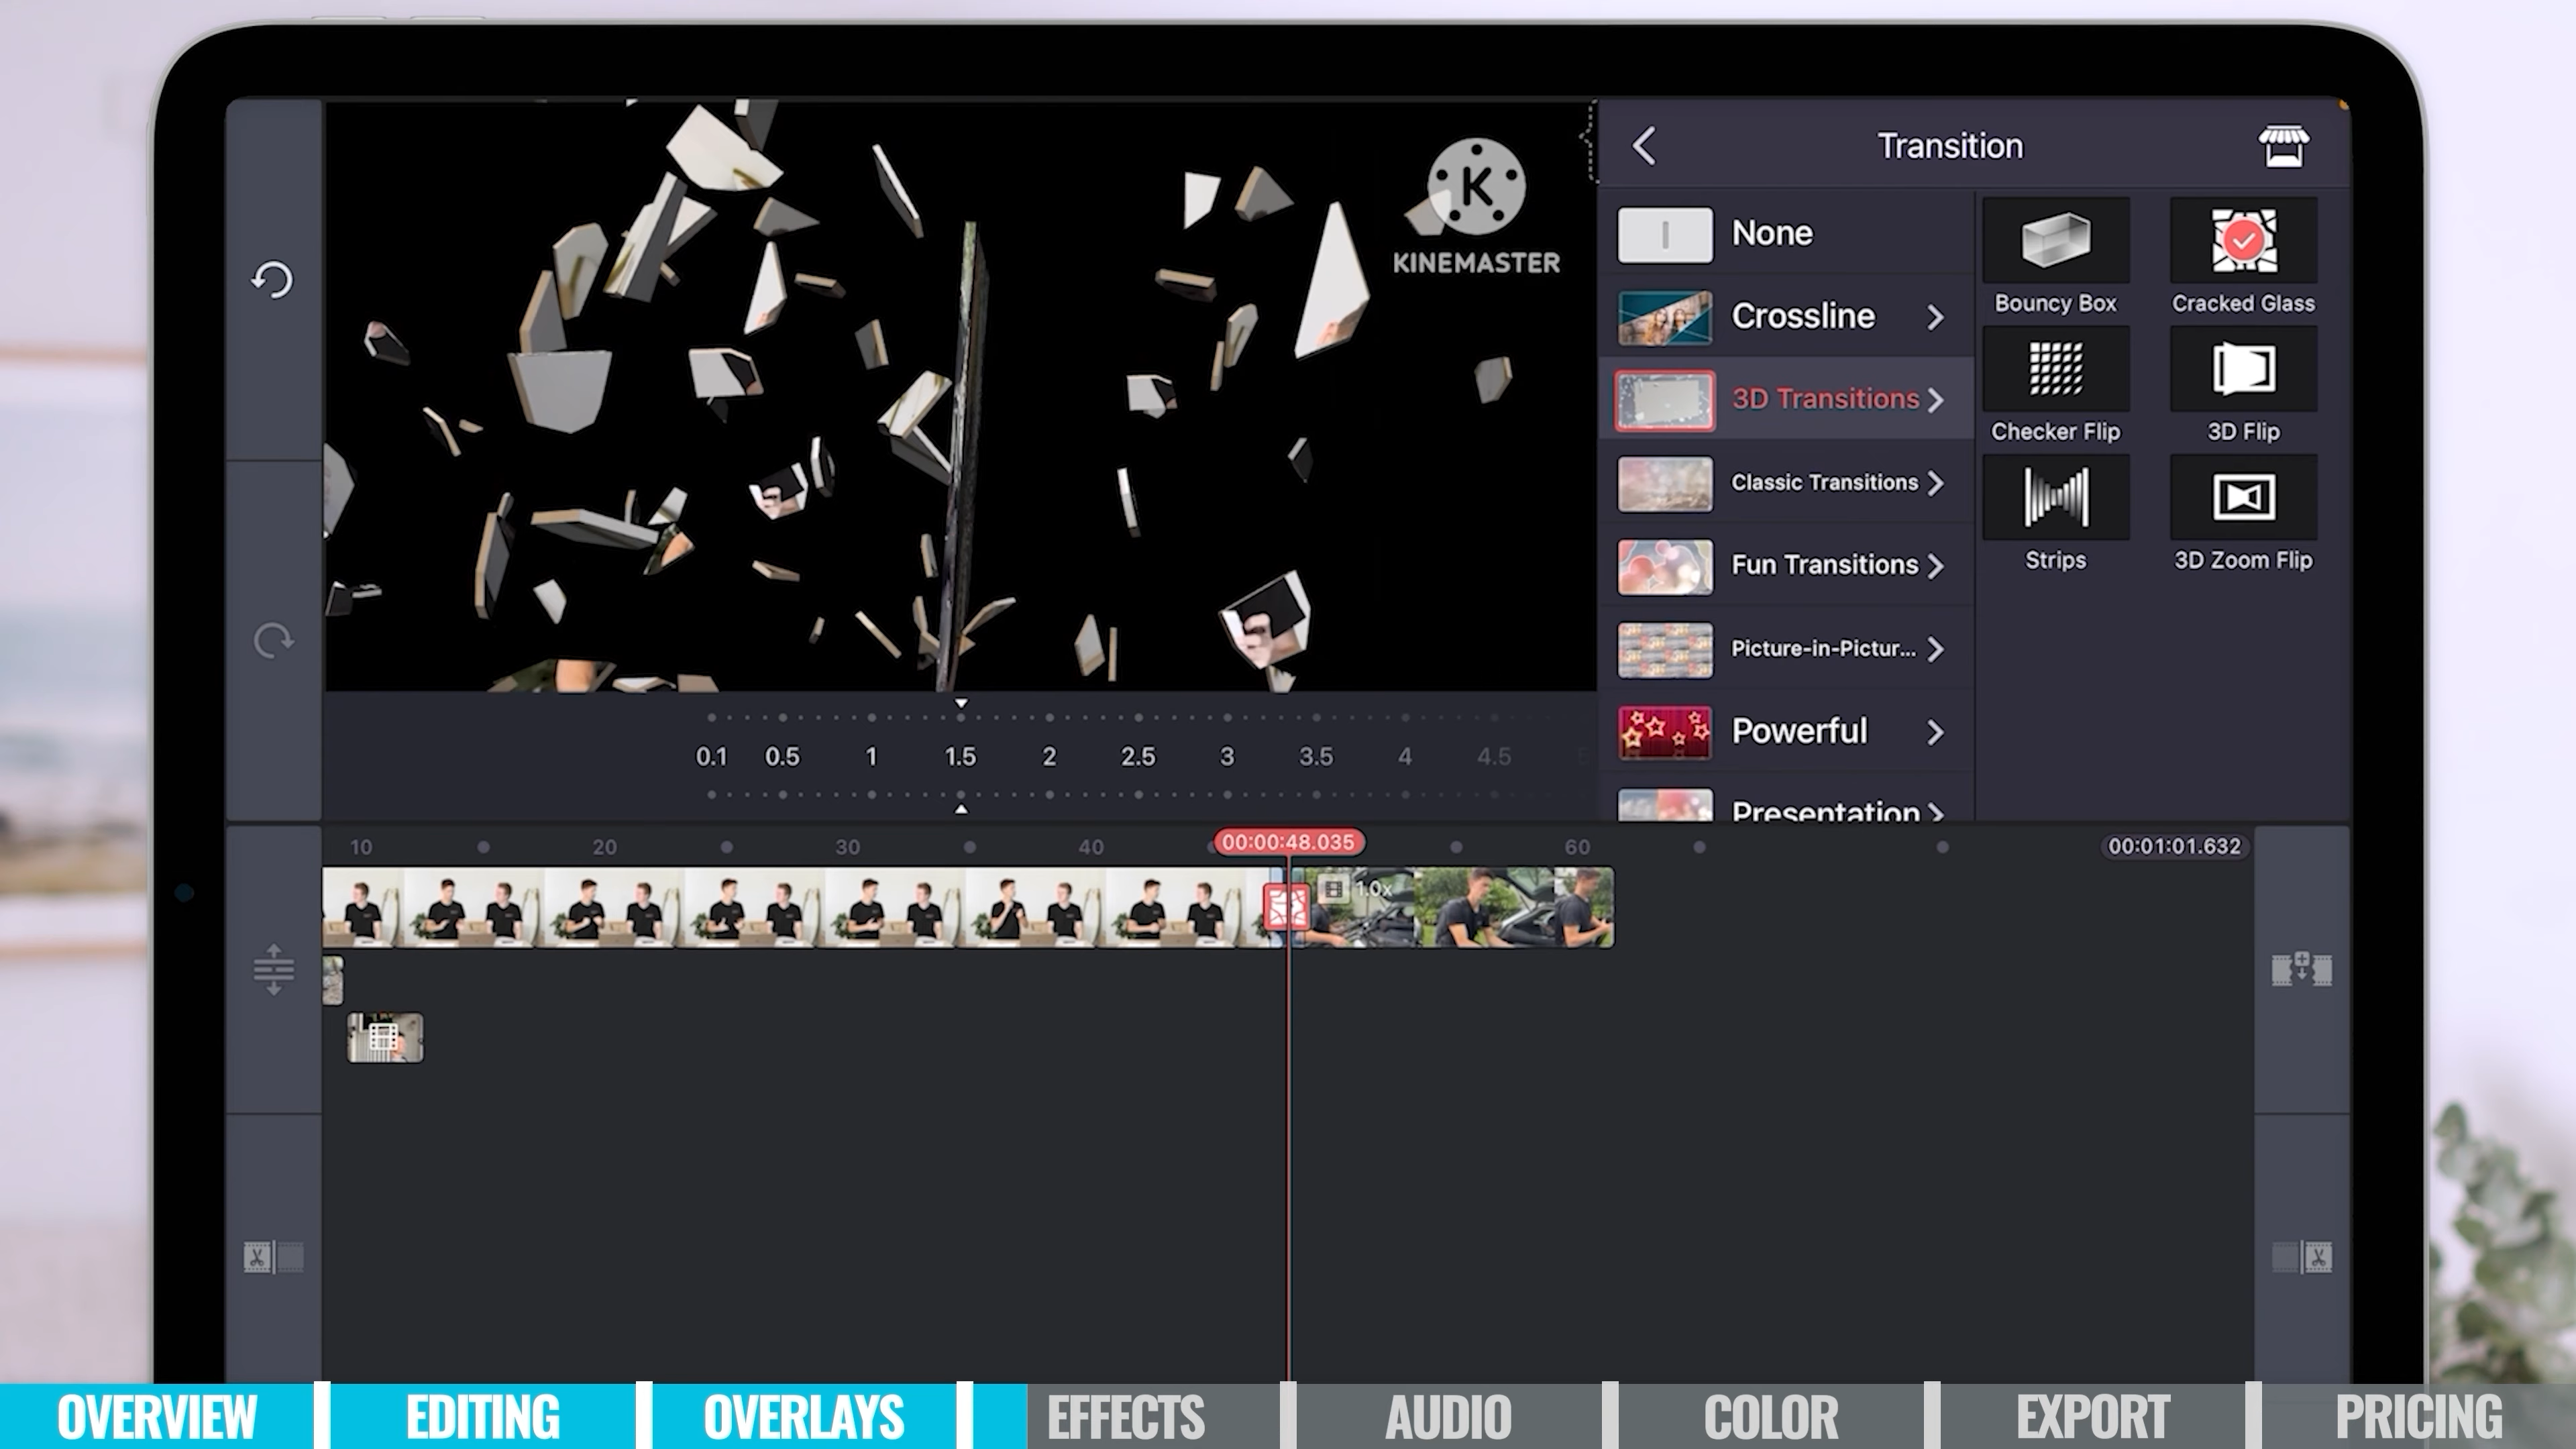 K
KINEMASTER
Transition
None
Crossline
3D Transitions
Classic Transitions
Fun Transitions
Picture-in-Pictur...
Powerful
Presentation
Bouncy Box
Cracked Glass
Checker Flip
3D Flip
Strips
3D Zoom Flip
0.1 0.5 1 1.5 2 2.5 3 3.5 4 4.5 5
10 20 30 40 60
00:00:48.035
00:01:01.632
1.0x
OVERVIEW EDITING OVERLAYS EFFECTS AUDIO COLOR EXPORT PRICING